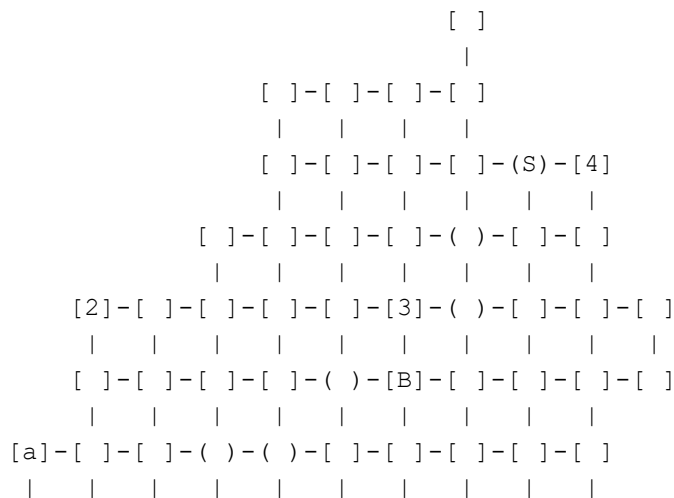 [ ]
                                    |
                    [ ]-[ ]-[ ]-[ ]
                     |   |   |   |
                    [ ]-[ ]-[ ]-[ ]-(S)-[4]
                     |   |   |   |   |   |
                [ ]-[ ]-[ ]-[ ]-( )-[ ]-[ ]
                 |   |   |   |   |   |   |
        [2]-[ ]-[ ]-[ ]-[ ]-[3]-( )-[ ]-[ ]-[ ]
         |   |   |   |   |   |   |   |   |   |
        [ ]-[ ]-[ ]-[ ]-( )-[B]-[ ]-[ ]-[ ]-[ ]
         |   |   |   |   |   |   |   |   |
    [a]-[ ]-[ ]-( )-( )-[ ]-[ ]-[ ]-[ ]-[ ]
     |   |   |   |   |   |   |   |   |   |